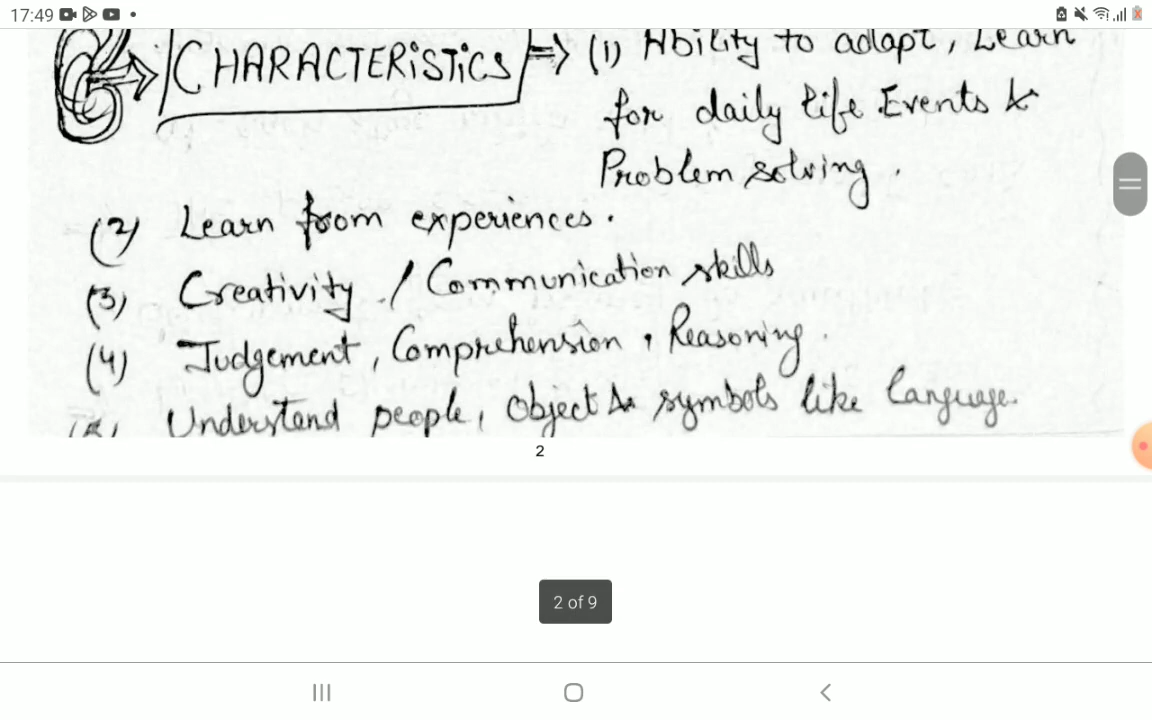 17:49
CHARACTERiSTiCS => (1) Ability to adapt, Learn
for daily life Events &
Problem solving.
(2) Learn from experiences.
(3) Creativity / Communication skills
(4) Judgement, Comprehension, Reasoning.
Understand people, object & symbols like language.
2
2 of 9